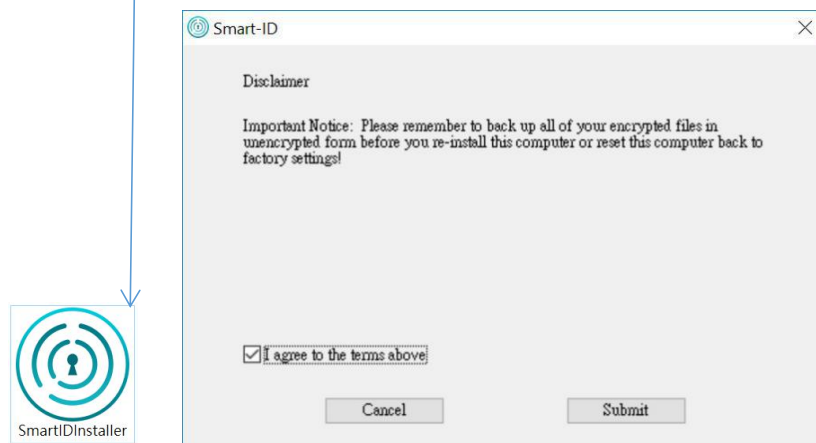 Smart-ID
Disclaimer
Important Notice: Please remember to back up all of your encrypted files in
unencrypted form before you re-install this computer or reset this computer back to
factory settings!
I agree to the terms above
Cancel
Submit
SmartIDInstaller